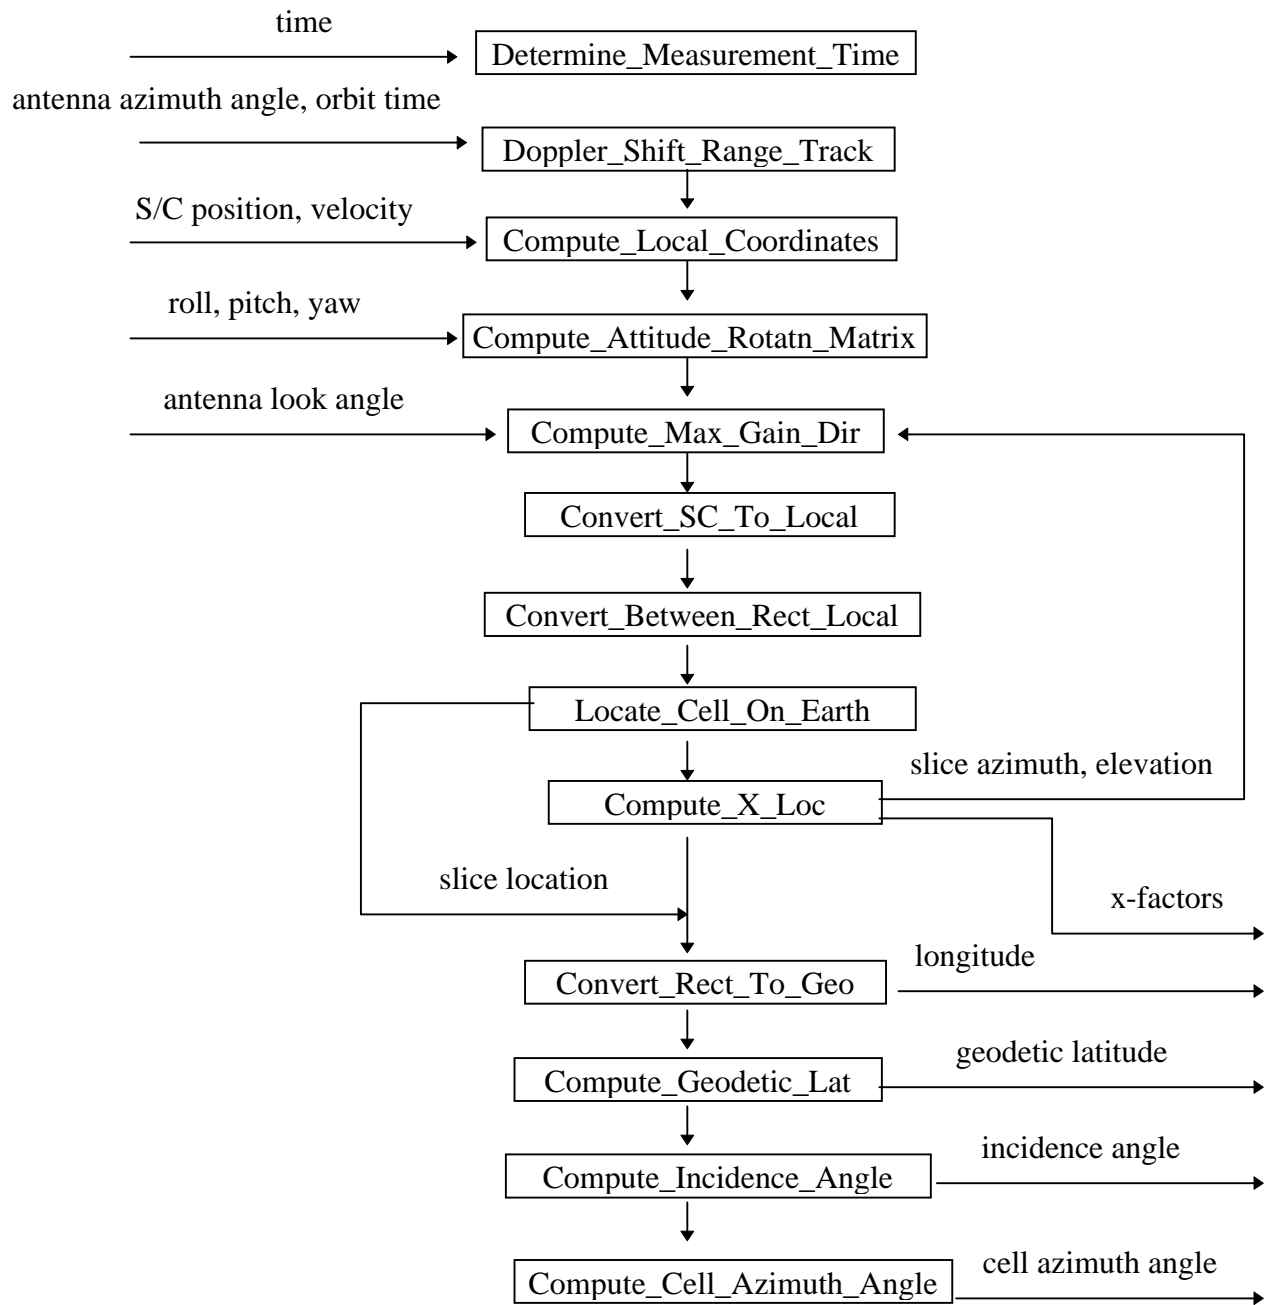 time
Determine_Measurement_Time
antenna azimuth angle, orbit time
Doppler_Shift_Range_Track
S/C position, velocity
Compute_Local_Coordinates
roll, pitch, yaw
Compute_Attitude_Rotatn_Matrix
antenna look angle
Compute_Max_Gain_Dir
Convert_SC_To_Local
Convert_Between_Rect_Local
Locate_Cell_On_Earth
slice azimuth, elevation
Compute_X_Loc
slice location
x-factors
longitude
Convert_Rect_To_Geo
geodetic latitude
Compute_Geodetic_Lat
incidence angle
Compute_Incidence_Angle
cell azimuth angle
Compute_Cell_Azimuth_Angle